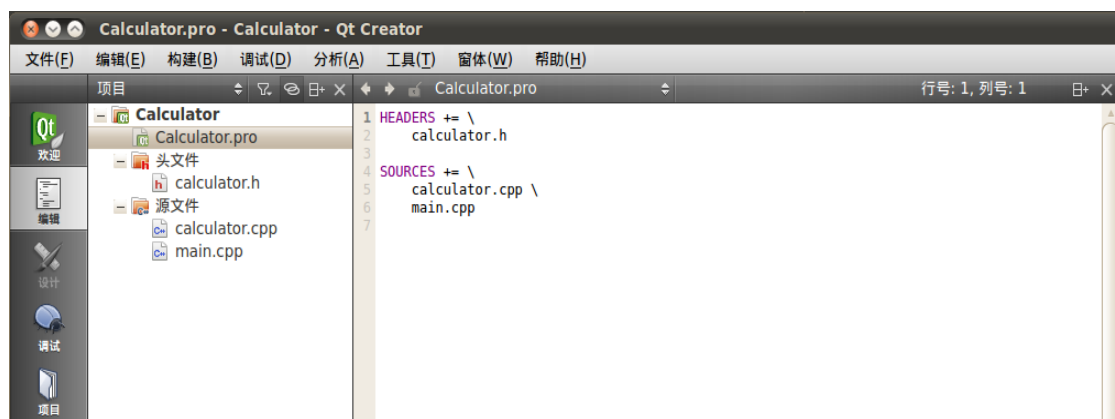 Calculator.pro - Calculator - Qt Creator
文件(F) 编辑(E) 构建(B) 调试(D) 分析(A) 工具(T) 窗体(W) 帮助(H)
项目 Calculator.pro 行号: 1, 列号: 1
欢迎
编辑
设计
调试
项目
Calculator
Calculator.pro
头文件
calculator.h
源文件
calculator.cpp
main.cpp
1 HEADERS += \
2 calculator.h
3
4 SOURCES += \
5 calculator.cpp \
6 main.cpp
7